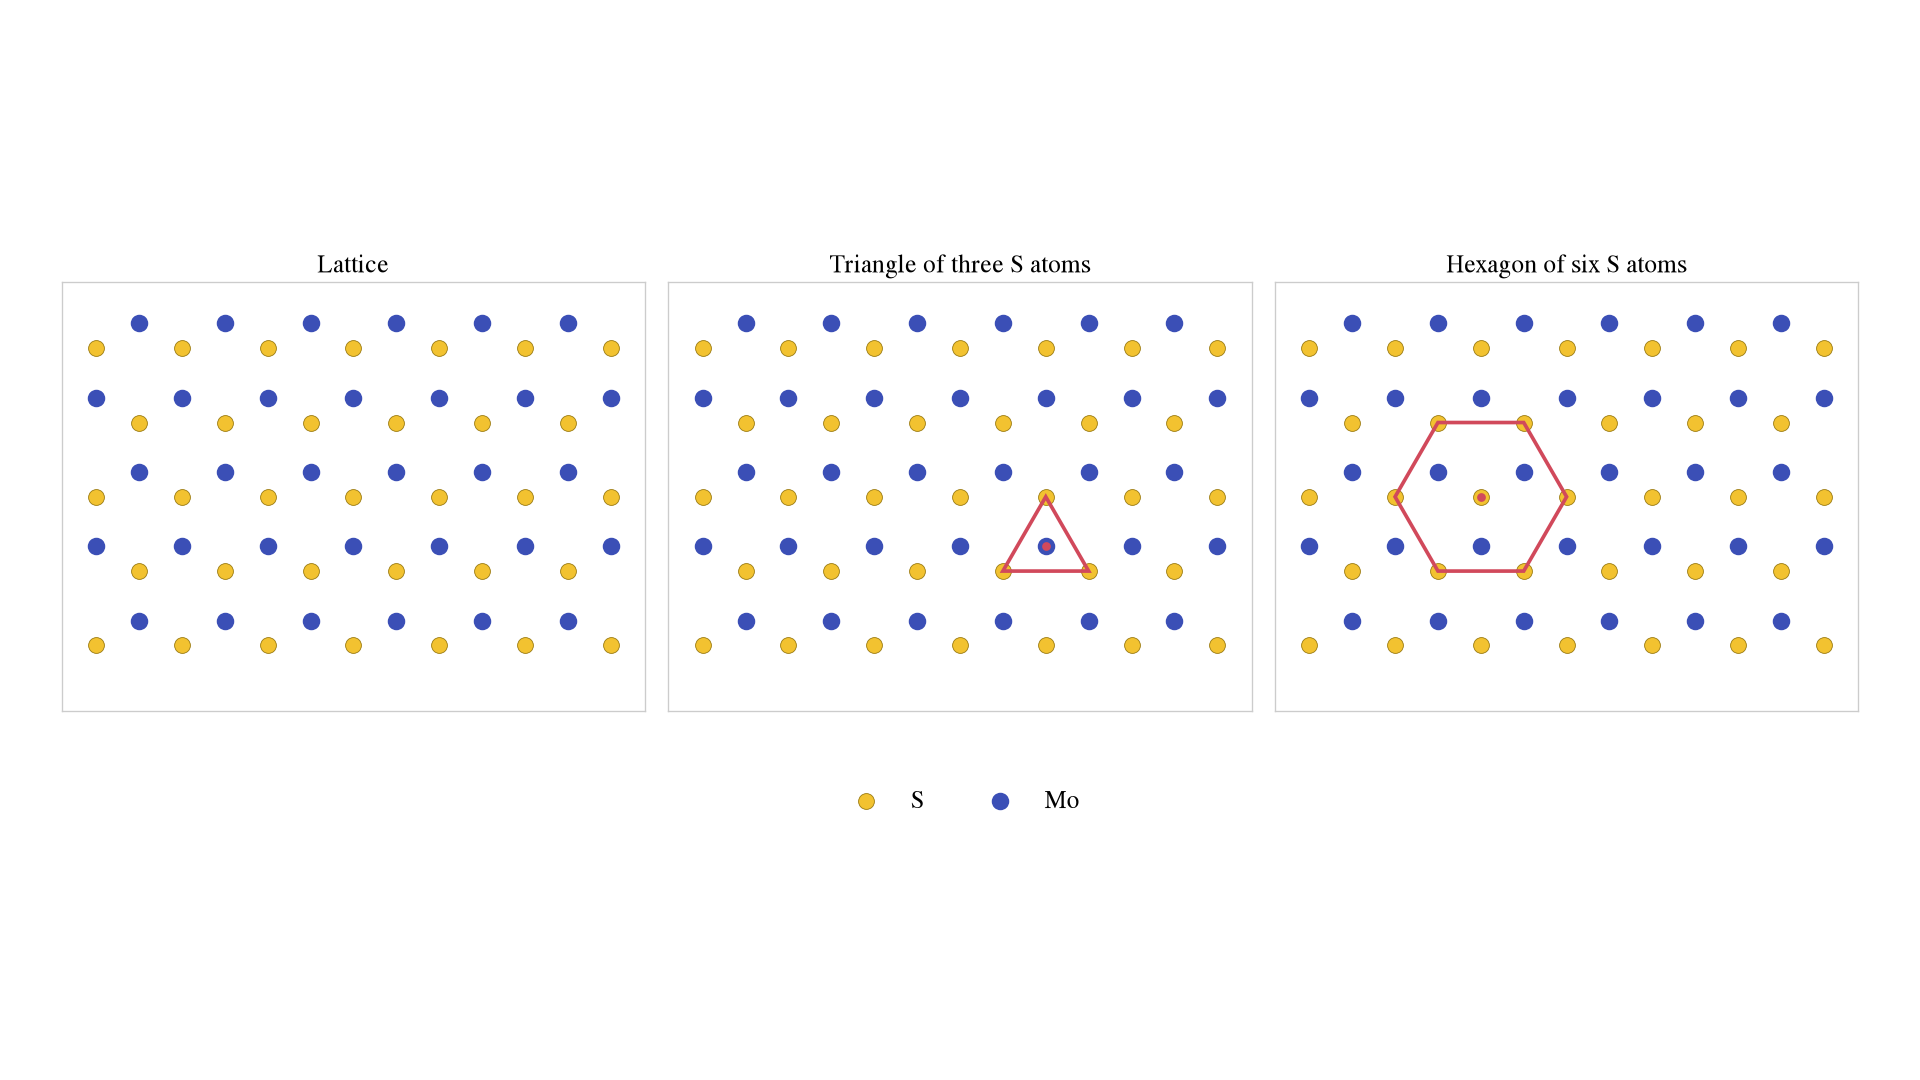 Lattice
Triangle of three S atoms
Hexagon of six S atoms
S
Mo